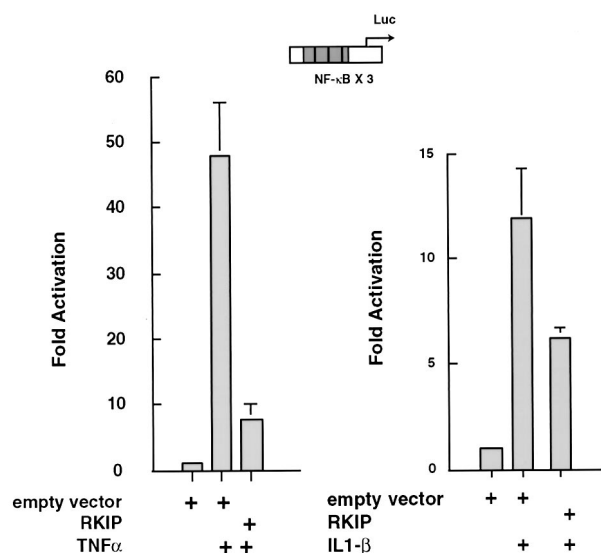 Luc
NF-κB X 3
Fold Activation
60
50
40
30
20
10
0
empty vector + +
RKIP +
TNFα + +
Fold Activation
15
10
5
0
empty vector + +
RKIP +
IL1-β + +